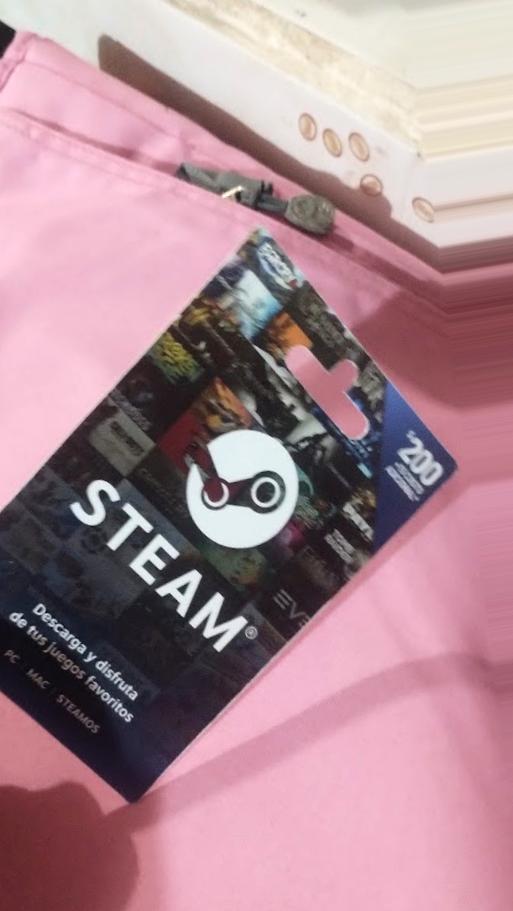 $200
STEAM®
Descarga y disfruta
de tus juegos favoritos
PC | MAC | STEAMOS